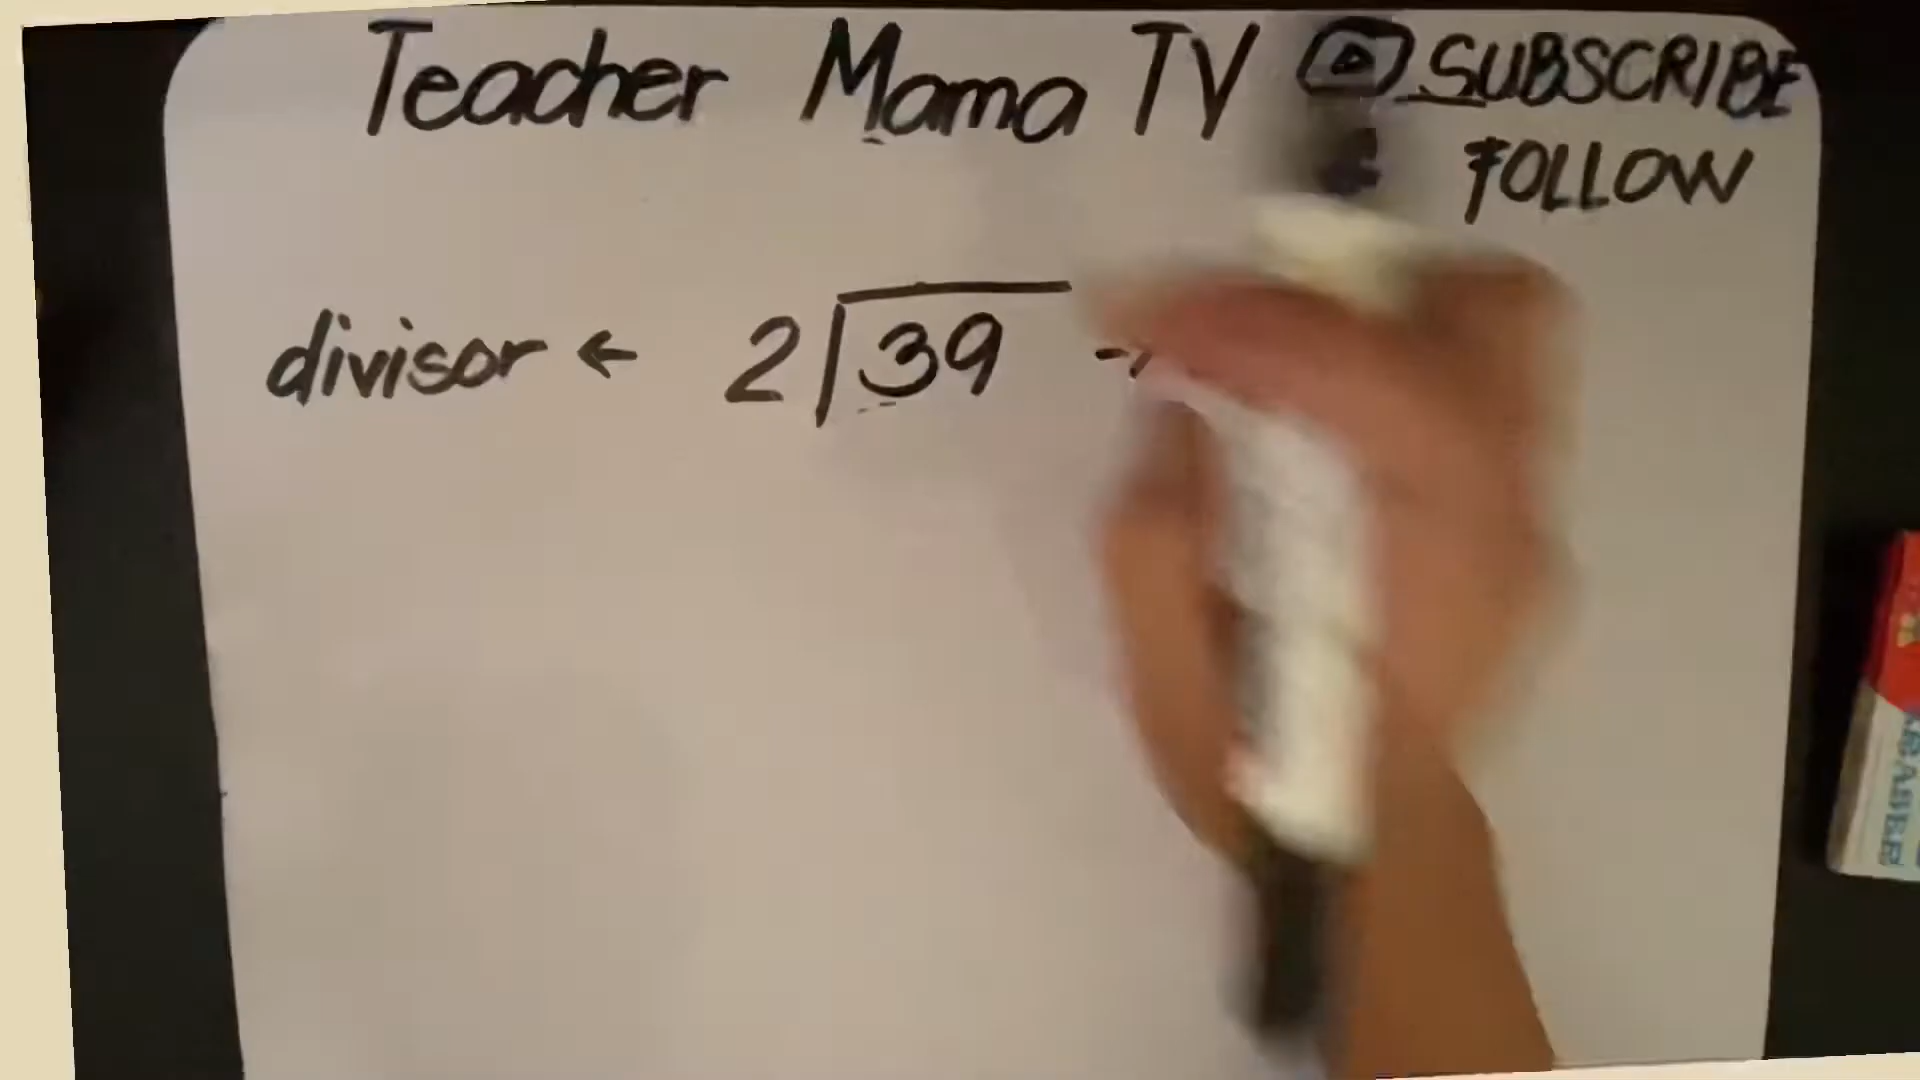 Teacher Mama TV SUBSCRIBE
FOLLOW
divisor ← 2)39 →